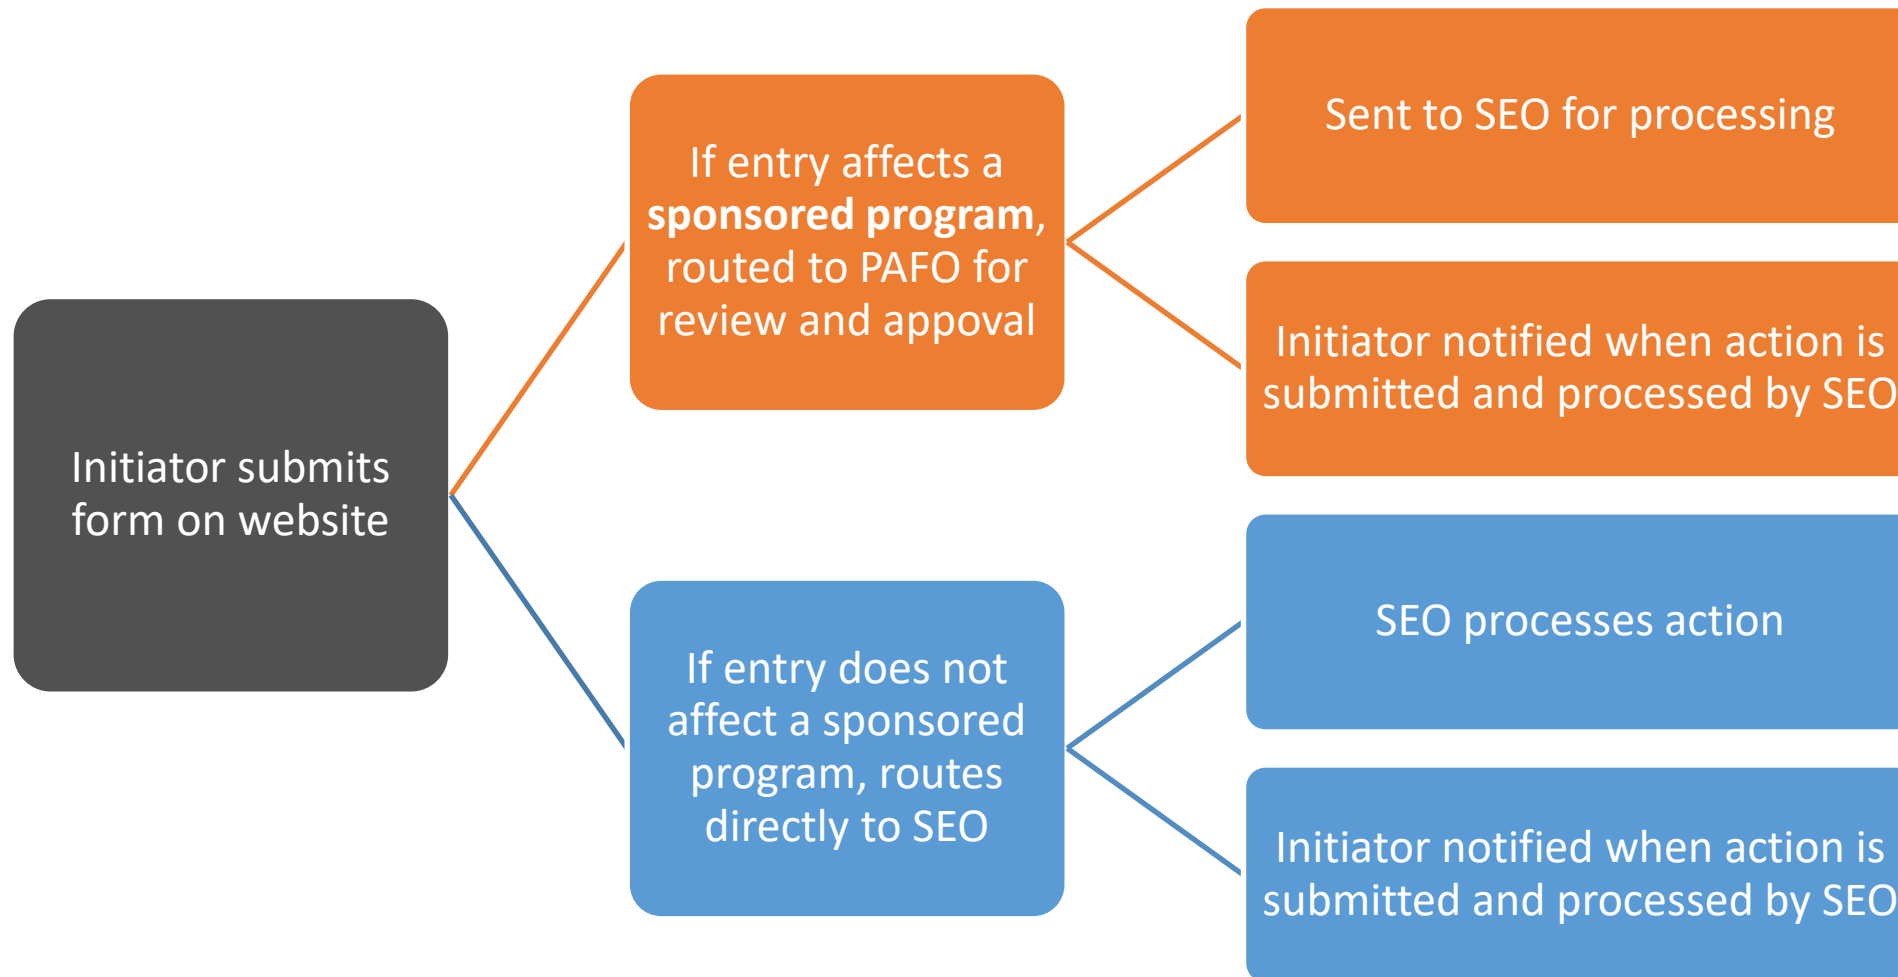 Initiator submits
form on website
If entry affects a
sponsored program,
routed to PAFO for
review and appoval
Sent to SEO for processing
Initiator notified when action is
submitted and processed by SEO
If entry does not
affect a sponsored
program, routes
directly to SEO
SEO processes action
Initiator notified when action is
submitted and processed by SEO